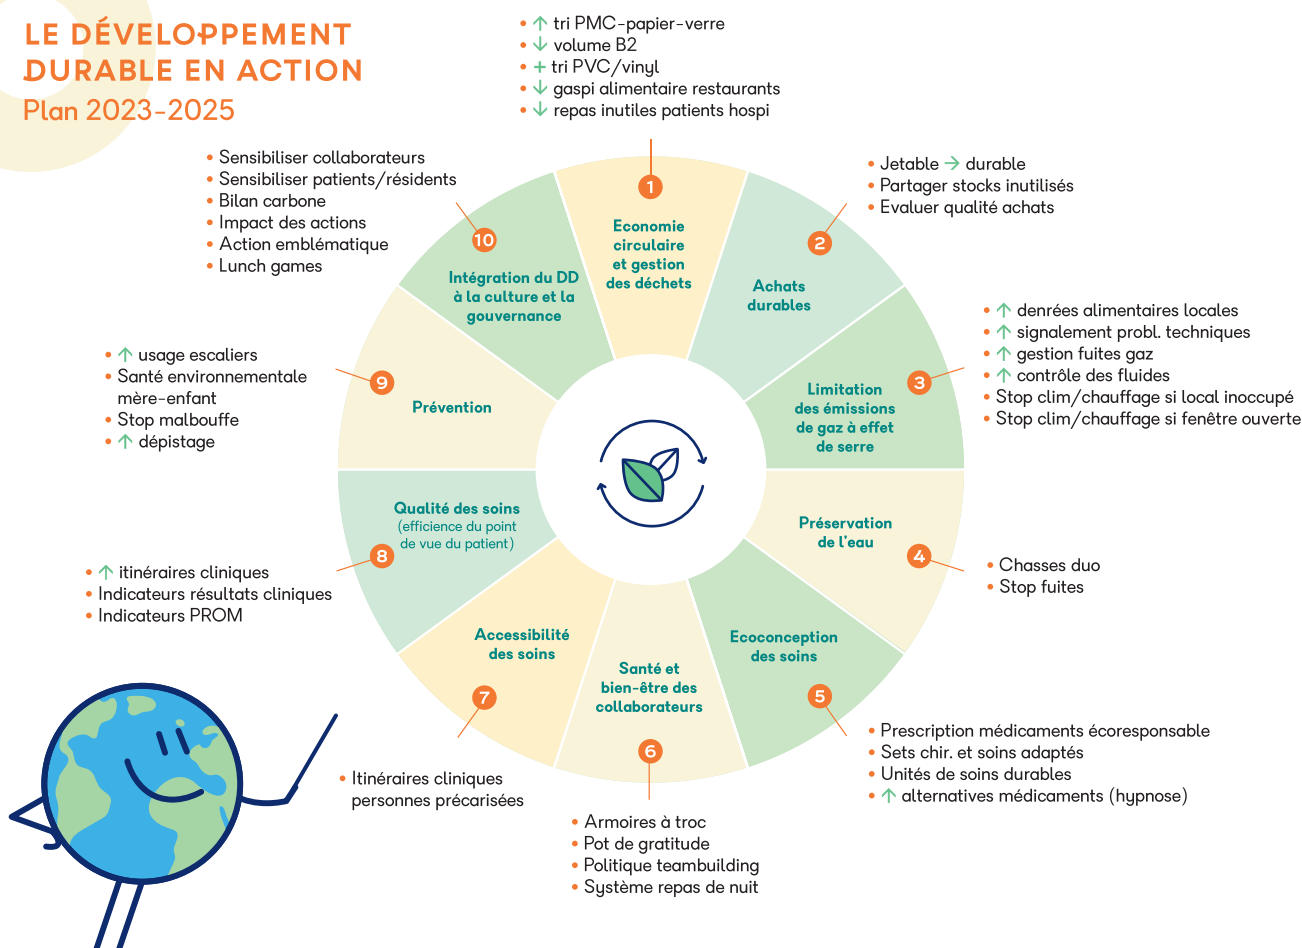 LE DÉVELOPPEMENT
DURABLE EN ACTION
Plan 2023-2025
• ↑ tri PMC-papier-verre
• ↓ volume B2
• + tri PVC/vinyl
• ↓ gaspi alimentaire restaurants
• ↓ repas inutiles patients hospi
1
Economie
circulaire
et gestion
des déchets
• Jetable → durable
• Partager stocks inutilisés
• Evaluer qualité achats
2
Achats
durables
• ↑ denrées alimentaires locales
• ↑ signalement probl. techniques
• ↑ gestion fuites gaz
• ↑ contrôle des fluides
• Stop clim/chauffage si local inoccupé
• Stop clim/chauffage si fenêtre ouverte
3
Limitation
des émissions
de gaz à effet
de serre
4
Préservation
de l'eau
• Chasses duo
• Stop fuites
5
Ecoconception
des soins
• Prescription médicaments écoresponsable
• Sets chir. et soins adaptés
• Unités de soins durables
• ↑ alternatives médicaments (hypnose)
6
Santé et
bien-être des
collaborateurs
• Armoires à troc
• Pot de gratitude
• Politique teambuilding
• Système repas de nuit
7
Accessibilité
des soins
• Itinéraires cliniques
personnes précarisées
8
Qualité des soins
(efficience du point
de vue du patient)
• ↑ itinéraires cliniques
• Indicateurs résultats cliniques
• Indicateurs PROM
9
Prévention
• ↑ usage escaliers
• Santé environnementale
mère-enfant
• Stop malbouffe
• ↑ dépistage
10
Intégration du DD
à la culture et la
gouvernance
• Sensibiliser collaborateurs
• Sensibiliser patients/résidents
• Bilan carbone
• Impact des actions
• Action emblématique
• Lunch games